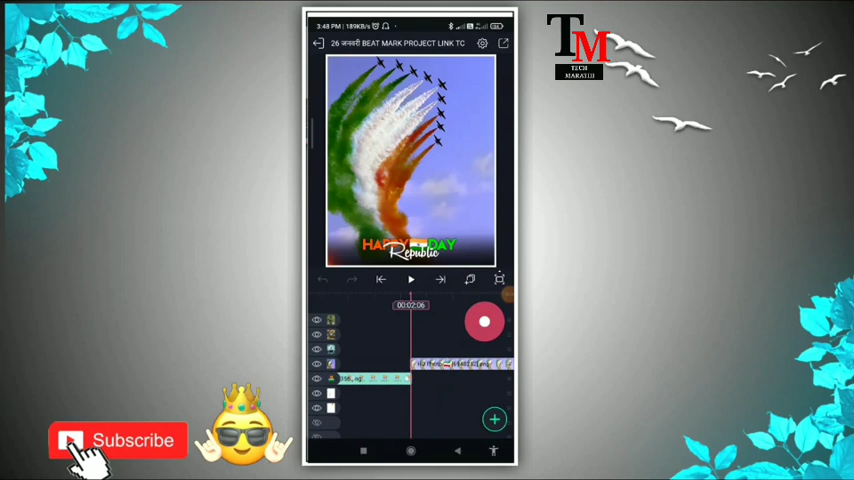 3:48 PM | 189KB/s
26 जनवरी BEAT MARK PROJECT LINK TC
TM
TECH
MARATHI
HAPPY DAY
Republic
00:02:06
Subscribe